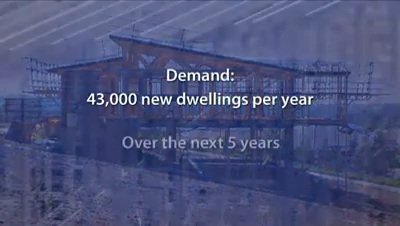 Demand:
43,000 new dwellings per year
Over the next 5 years